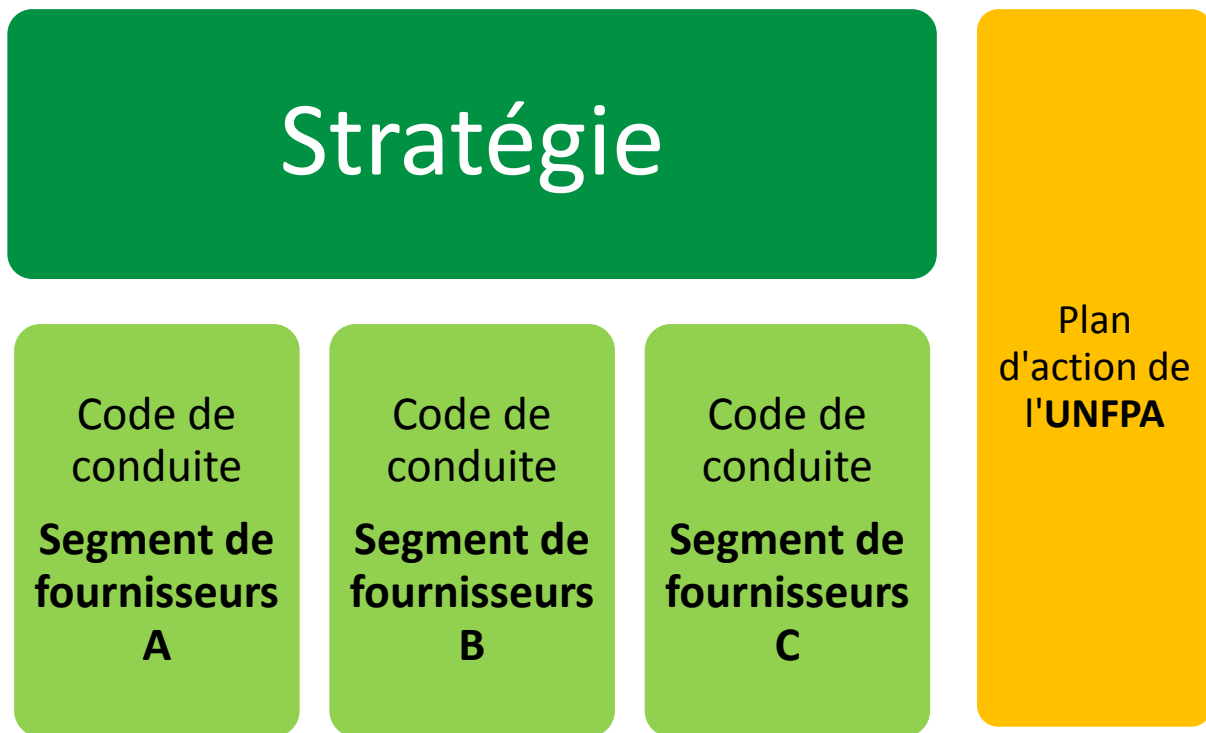 Stratégie
Code de
conduite
Segment de
fournisseurs
A
Code de
conduite
Segment de
fournisseurs
B
Code de
conduite
Segment de
fournisseurs
C
Plan
d'action de
l'UNFPA